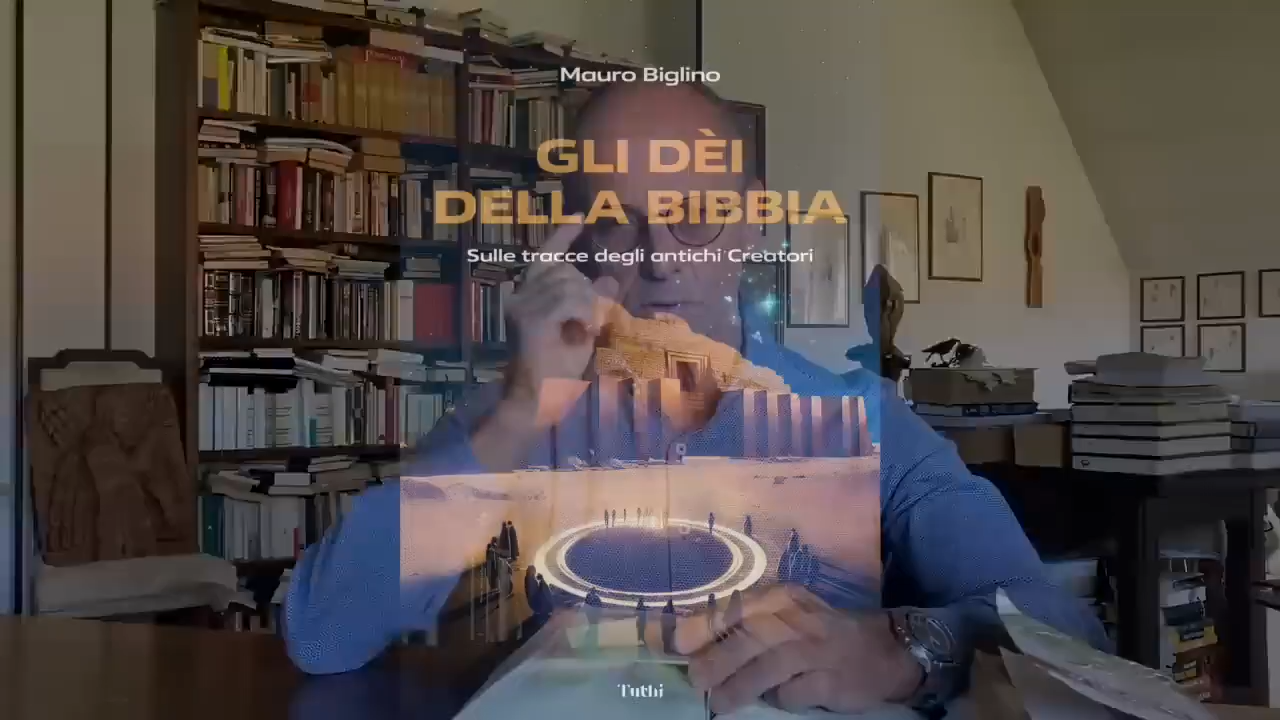 Mauro Biglino
GLI DÈI
DELLA BIBBIA
Sulle tracce degli antichi Creatori
Tuthi